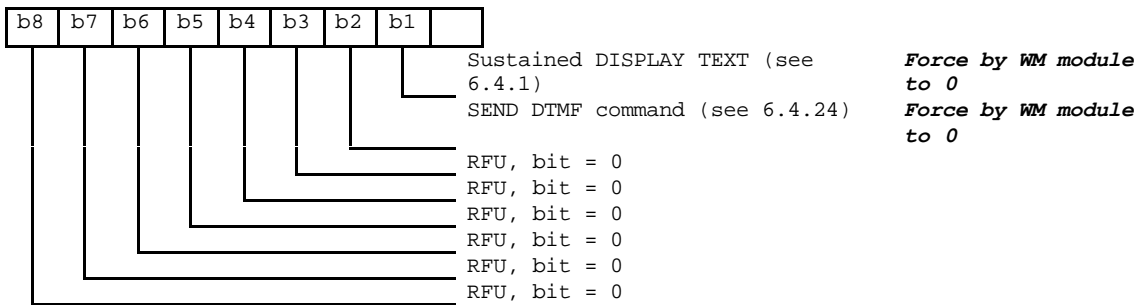 b8 b7 b6 b5 b4 b3 b2 b1
Sustained DISPLAY TEXT (see Force by WM module
6.4.1) to 0
SEND DTMF command (see 6.4.24) Force by WM module
to 0
RFU, bit = 0
RFU, bit = 0
RFU, bit = 0
RFU, bit = 0
RFU, bit = 0
RFU, bit = 0